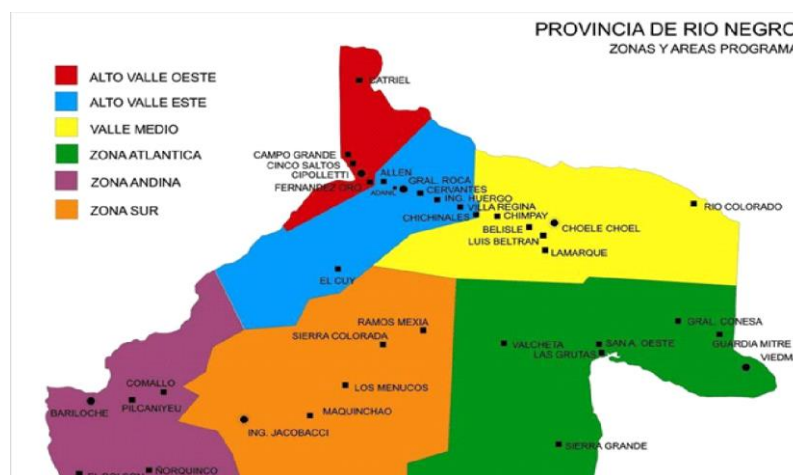 PROVINCIA DE RIO NEGRO
ZONAS Y AREAS PROGRAMA
ALTO VALLE OESTE
ALTO VALLE ESTE
VALLE MEDIO
ZONA ATLANTICA
ZONA ANDINA
ZONA SUR
CATRIEL
CAMPO GRANDE
CINCO SALTOS
CIPOLLETTI
FERNANDEZ ORO
ALLEN
GRAL. ROCA
CERVANTES
ING. HUERGO
VILLA REGINA
CHICHINALES
CHIMPAY
BELISLE
CHOELE CHOEL
LUIS BELTRAN
LAMARQUE
RIO COLORADO
EL CUY
RAMOS MEXIA
SIERRA COLORADA
VALCHETA
SAN A. OESTE
LAS GRUTAS
GRAL. CONESA
GUARDIA MITRE
VIEDM
COMALLO
BARILOCHE
PILCANIYEU
LOS MENUCOS
MAQUINCHAO
ING. JACOBACCI
SIERRA GRANDE
ÑORQUINCO